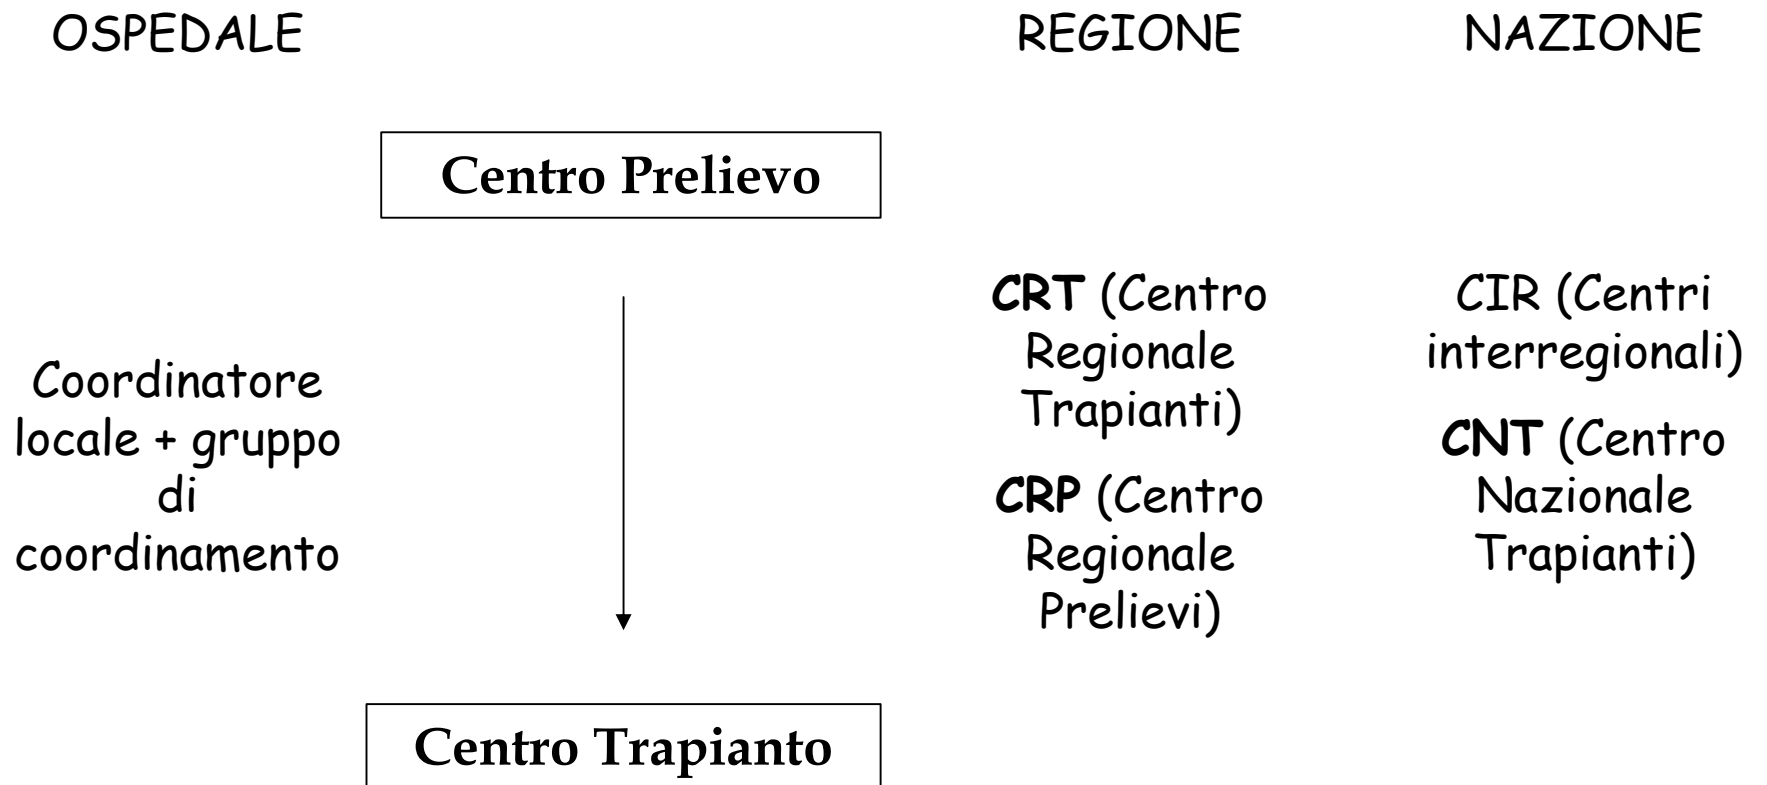 OSPEDALE
REGIONE
NAZIONE
Centro Prelievo
Coordinatore
locale + gruppo
di
coordinamento
CRT (Centro
Regionale
Trapianti)
CRP (Centro
Regionale
Prelievi)
CIR (Centri
interregionali)
CNT (Centro
Nazionale
Trapianti)
Centro Trapianto